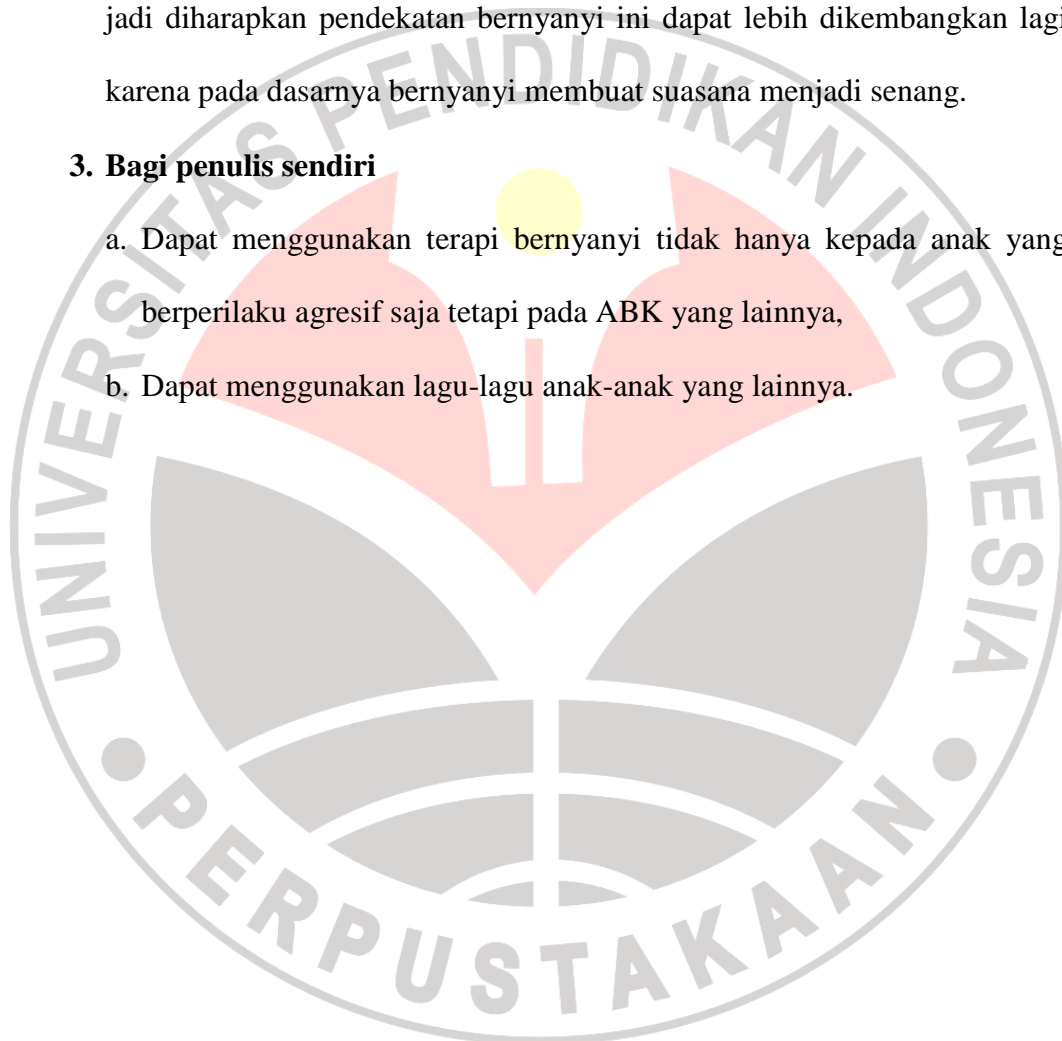 jadi diharapkan pendekatan bernyanyi ini dapat lebih dikembangkan lagi
karena pada dasarnya bernyanyi membuat suasana menjadi senang.
3. Bagi penulis sendiri
a. Dapat menggunakan terapi bernyanyi tidak hanya kepada anak yang
berperilaku agresif saja tetapi pada ABK yang lainnya,
b. Dapat menggunakan lagu-lagu anak-anak yang lainnya.
UNIVERSITAS PENDIDIKAN INDONESIA
PERPUSTAKAAN